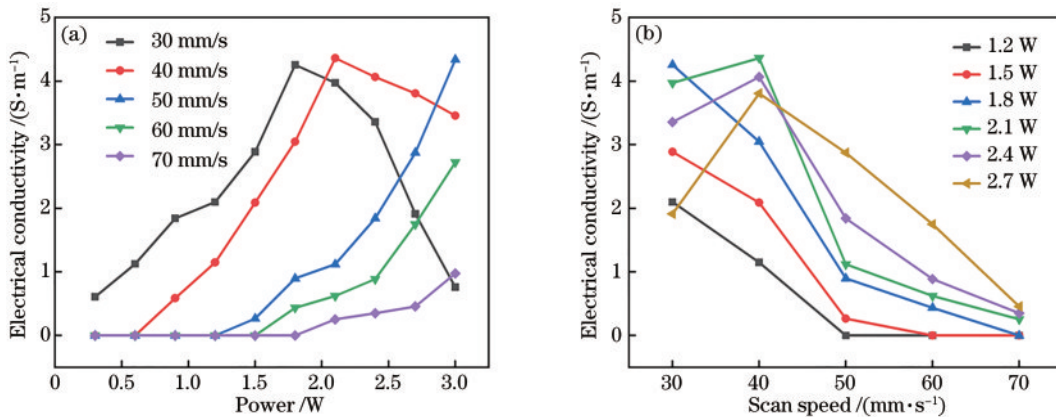 (a)
30 mm/s
40 mm/s
50 mm/s
60 mm/s
70 mm/s
Electrical conductivity /(S·m⁻¹)
5
4
3
2
1
0
0 0.5 1.0 1.5 2.0 2.5 3.0
Power /W
(b)
1.2 W
1.5 W
1.8 W
2.1 W
2.4 W
2.7 W
Electrical conductivity /(S·m⁻¹)
5
4
3
2
1
0
30 40 50 60 70
Scan speed /(mm·s⁻¹)